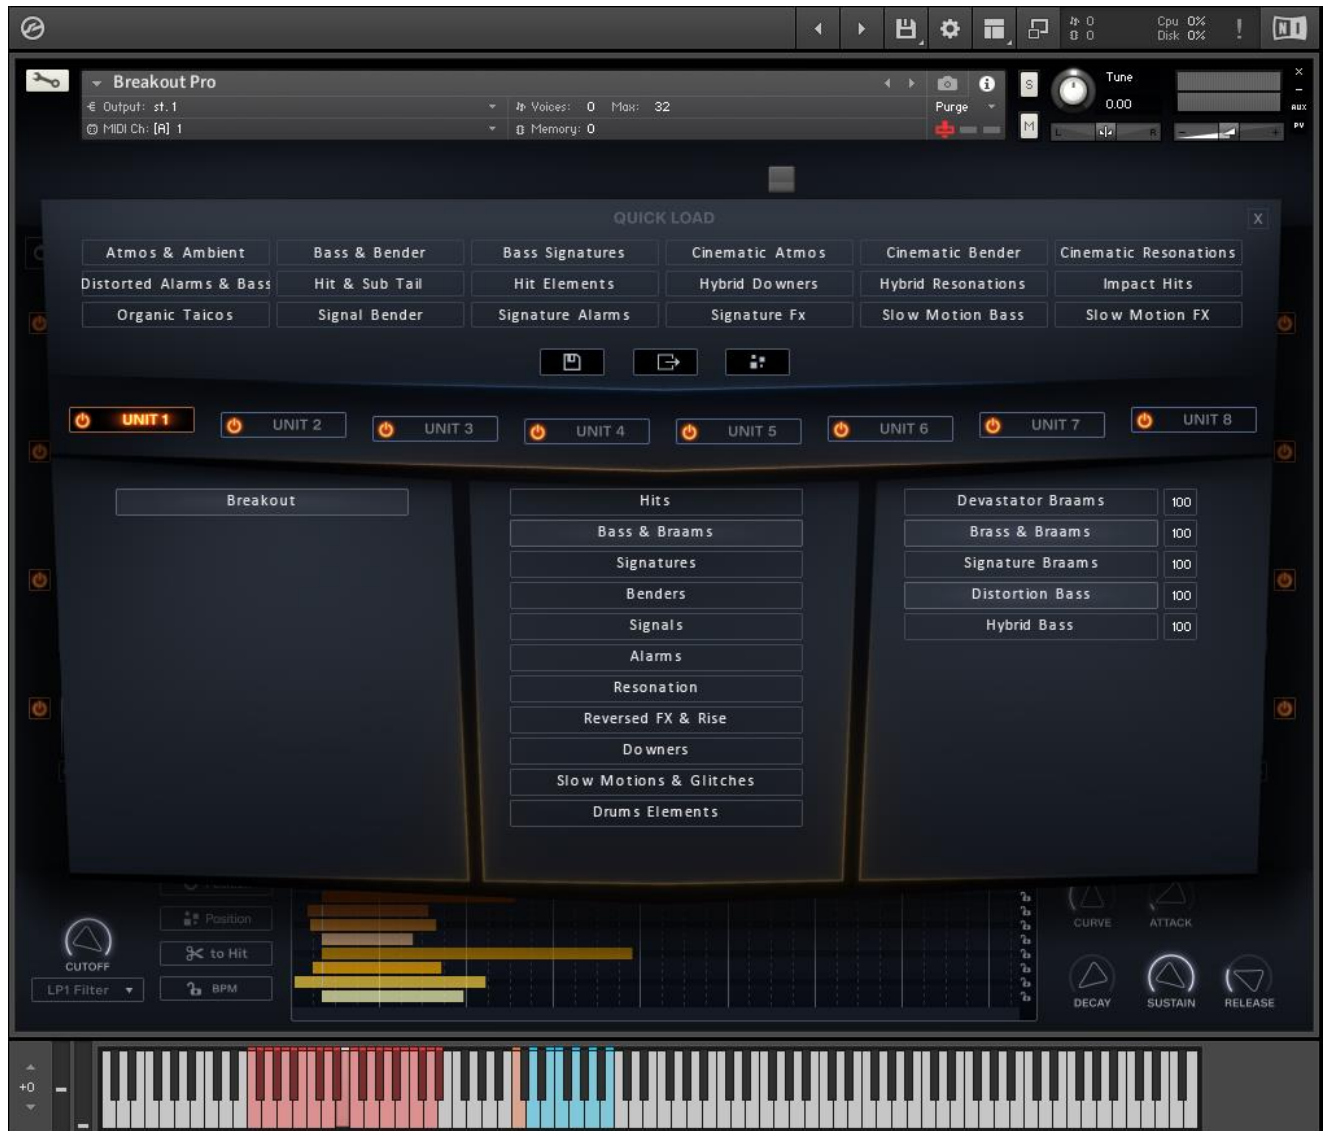 0 Cpu 0%
0 Disk 0% ! NI
Breakout Pro i S Tune
Output: st.1 Voices: 0 Max: 32 Purge 0.00 AUX
MIDI Ch: [A] 1 Memory: 0 M L R - + PV
QUICK LOAD X
Atmos & Ambient Bass & Bender Bass Signatures Cinematic Atmos Cinematic Bender Cinematic Resonations
Distorted Alarms & Bass Hit & Sub Tail Hit Elements Hybrid Downers Hybrid Resonations Impact Hits
Organic Taicos Signal Bender Signature Alarms Signature Fx Slow Motion Bass Slow Motion FX
UNIT 1 UNIT 2 UNIT 3 UNIT 4 UNIT 5 UNIT 6 UNIT 7 UNIT 8
Breakout
Hits
Bass & Braams
Signatures
Benders
Signals
Alarms
Resonation
Reversed FX & Rise
Downers
Slow Motions & Glitches
Drums Elements
Devastator Braams 100
Brass & Braams 100
Signature Braams 100
Distortion Bass 100
Hybrid Bass 100
Position
to Hit
BPM
CUTOFF
LP1 Filter
CURVE ATTACK
DECAY SUSTAIN RELEASE
+0